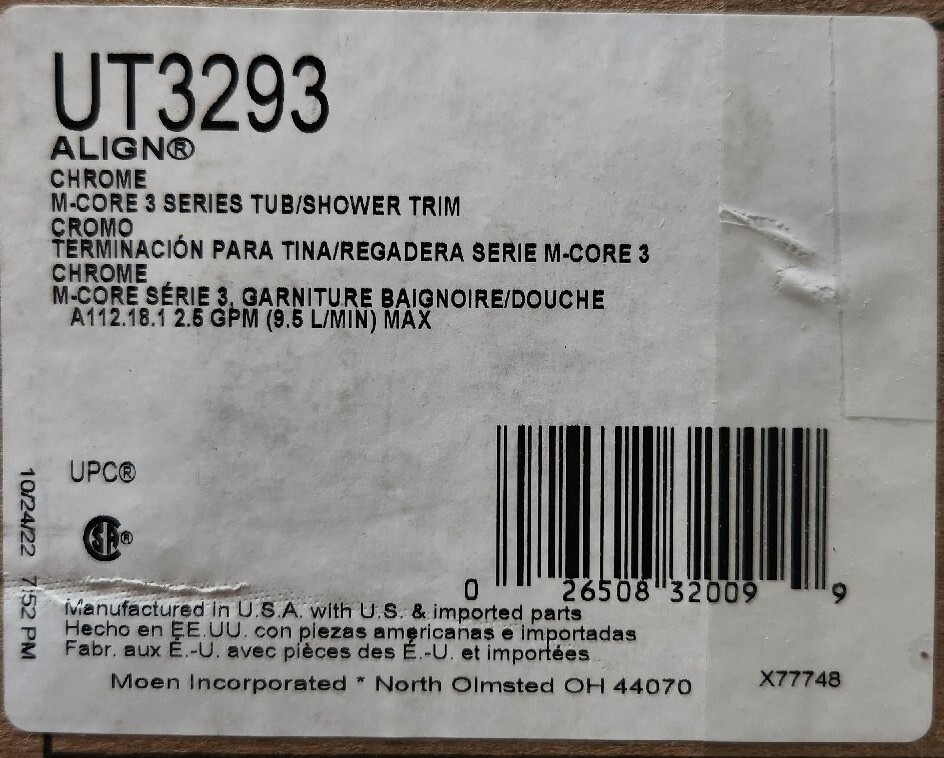 UT3293
ALIGN®
CHROME
M-CORE 3 SERIES TUB/SHOWER TRIM
CROMO
TERMINACIÓN PARA TINA/REGADERA SERIE M-CORE 3
CHROME
M-CORE SÉRIE 3, GARNITURE BAIGNOIRE/DOUCHE
A112.18.1 2.5 GPM (9.5 L/MIN) MAX
UPC®
SA®
10/24/22 7:52 PM
0 26508 32009 9
Manufactured in U.S.A. with U.S. & imported parts
Hecho en EE.UU. con piezas americanas e importadas
Fabr. aux É.-U. avec pièces des É.-U. et importées
Moen Incorporated * North Olmsted OH 44070
X77748